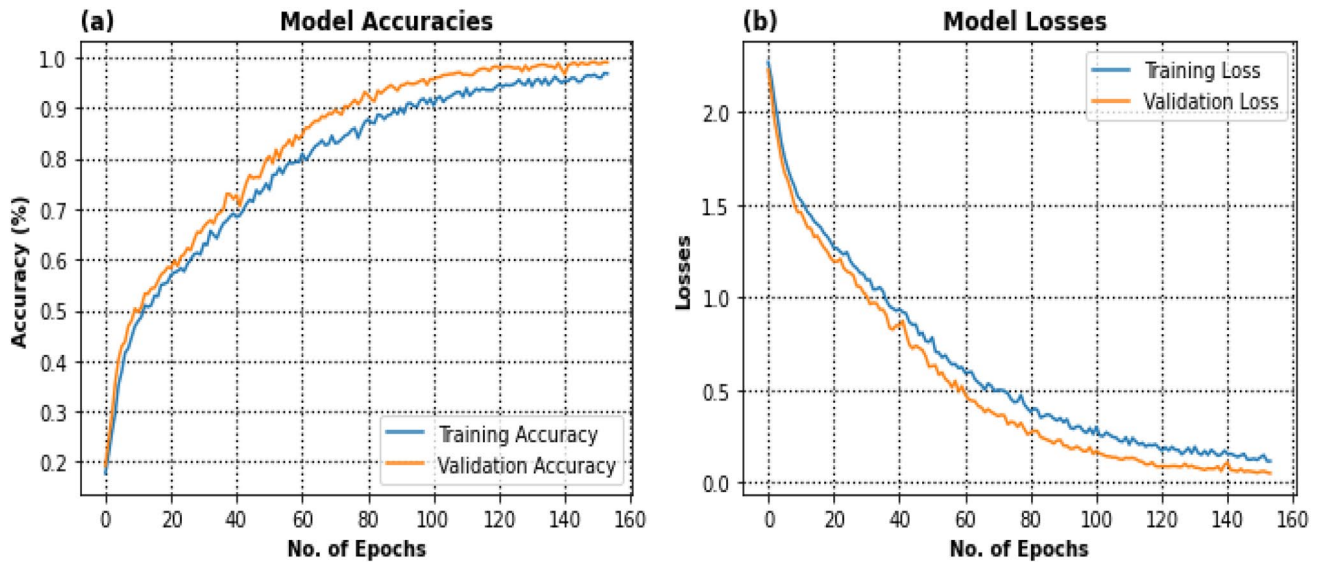 (a) Model Accuracies
1.0
0.9
0.8
0.7
0.6
0.5
0.4
0.3
0.2
Accuracy (%)
Training Accuracy
Validation Accuracy
0 20 40 60 80 100 120 140 160
No. of Epochs
(b) Model Losses
2.0
1.5
1.0
0.5
0.0
Losses
Training Loss
Validation Loss
0 20 40 60 80 100 120 140 160
No. of Epochs